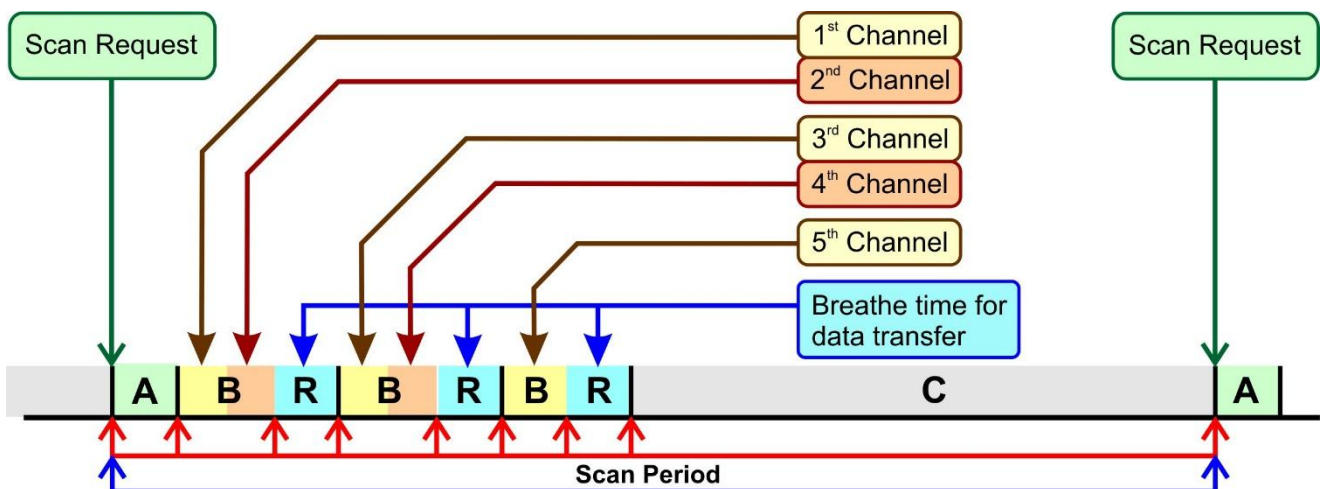 Scan Request
1st Channel
2nd Channel
3rd Channel
4th Channel
5th Channel
Breathe time for
data transfer
Scan Request
A B R B R B R C A
Scan Period